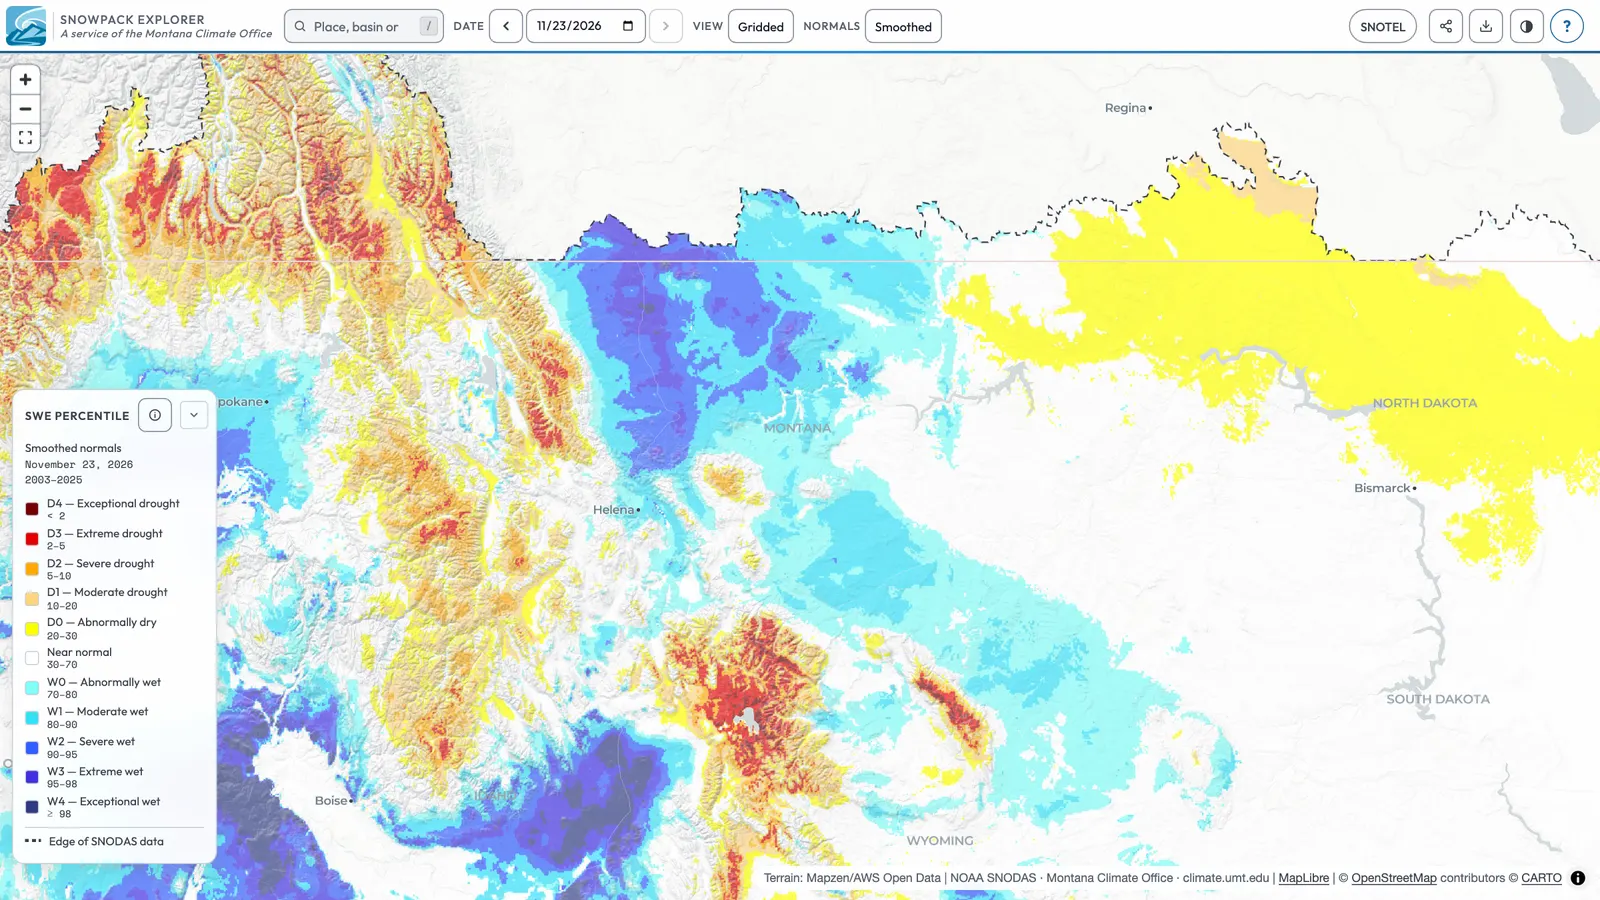 SNOWPACK EXPLORER
A service of the Montana Climate Office
Place, basin or
/
DATE
11/23/2026
VIEW
Gridded
NORMALS
Smoothed
SNOTEL
?
Regina
pokane
MONTANA
NORTH DAKOTA
Bismarck
Helena
SOUTH DAKOTA
Boise
WYOMING
SWE PERCENTILE
Smoothed normals
November 23, 2026
2003–2025
D4 — Exceptional drought
< 2
D3 — Extreme drought
2–5
D2 — Severe drought
5–10
D1 — Moderate drought
10–20
D0 — Abnormally dry
20–30
Near normal
30–70
W0 — Abnormally wet
70–80
W1 — Moderate wet
80–90
W2 — Severe wet
90–95
W3 — Extreme wet
95–98
W4 — Exceptional wet
≥ 98
Edge of SNODAS data
Terrain: Mapzen/AWS Open Data | NOAA SNODAS · Montana Climate Office · climate.umt.edu | MapLibre | © OpenStreetMap contributors © CARTO